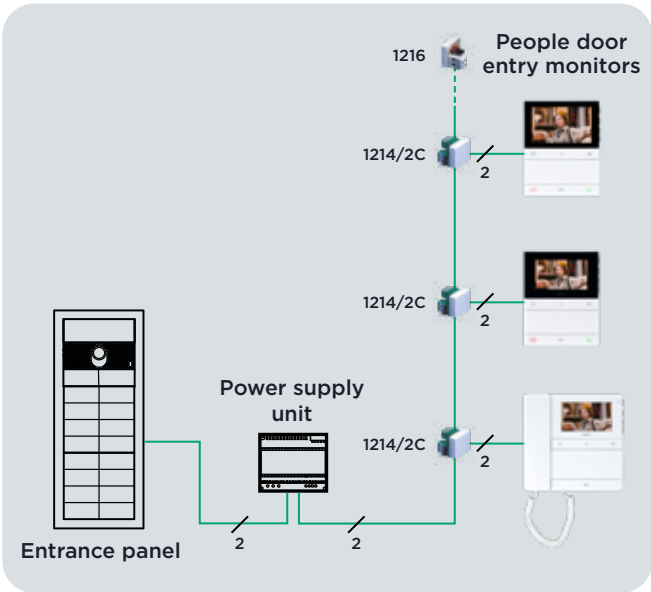 1216
People door
entry monitors
1214/2C
2
1214/2C
2
Power supply
unit
1214/2C
2
2
2
Entrance panel